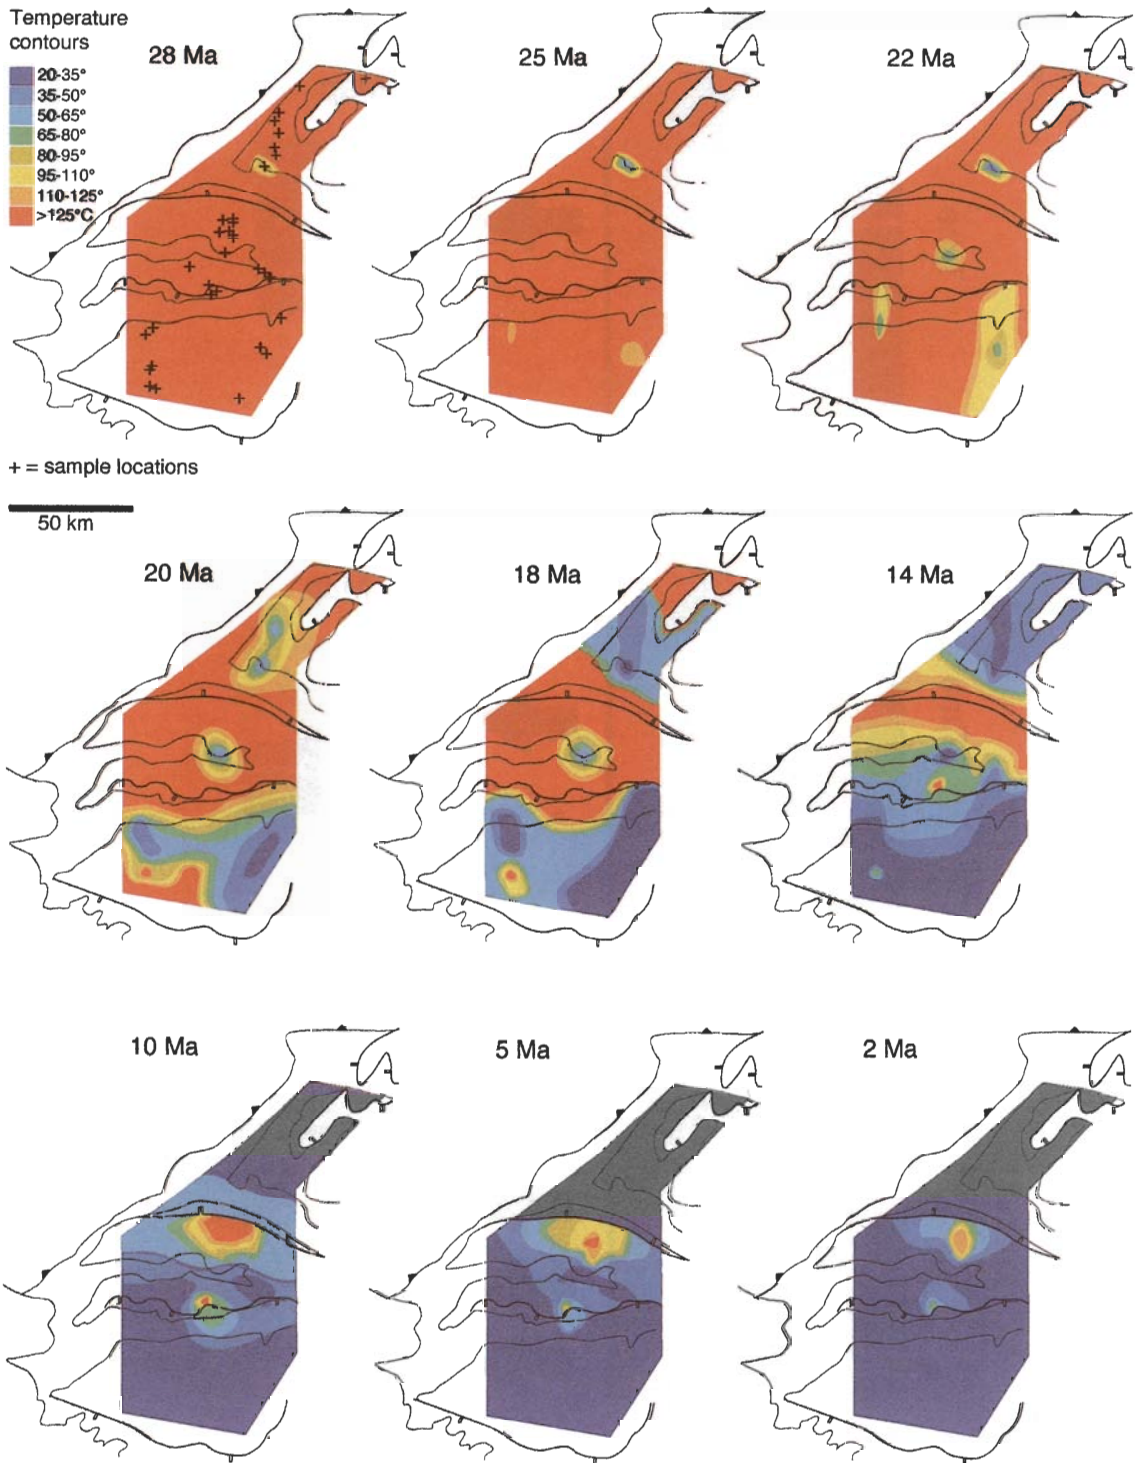 Temperature
contours
20-35°
35-50°
50-65°
65-80°
80-95°
95-110°
110-125°
>125°C
28 Ma
25 Ma
22 Ma
+ = sample locations
50 km
20 Ma
18 Ma
14 Ma
10 Ma
5 Ma
2 Ma